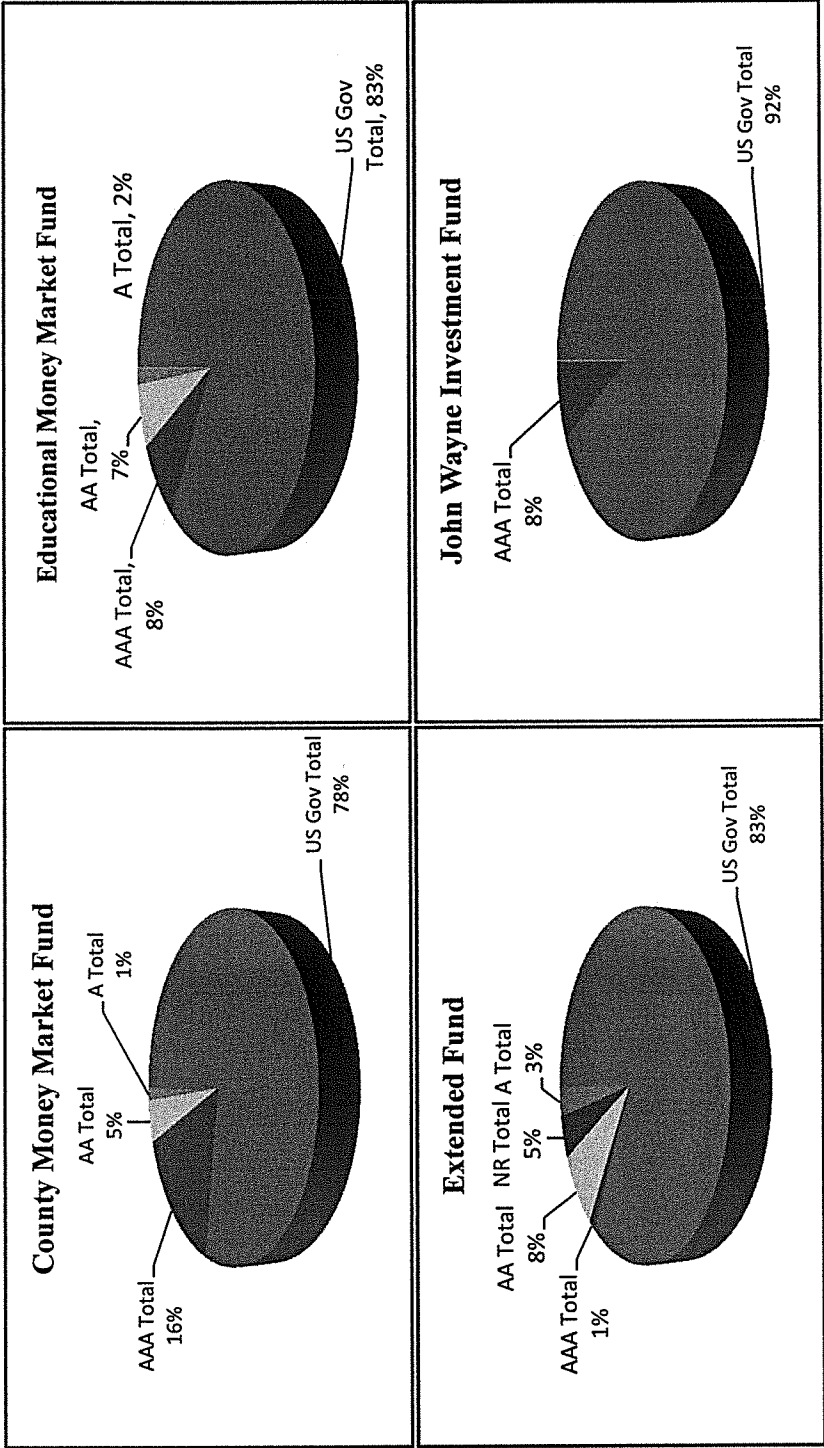 County Money Market Fund
AAA Total
16%
AA Total
5%
A Total
1%
US Gov Total
78%
Educational Money Market Fund
AAA Total,
8%
AA Total,
7%
A Total, 2%
US Gov
Total, 83%
Extended Fund
AAA Total
1%
AA Total
8%
NR Total
5%
A Total
3%
US Gov Total
83%
John Wayne Investment Fund
AAA Total
8%
US Gov Total
92%